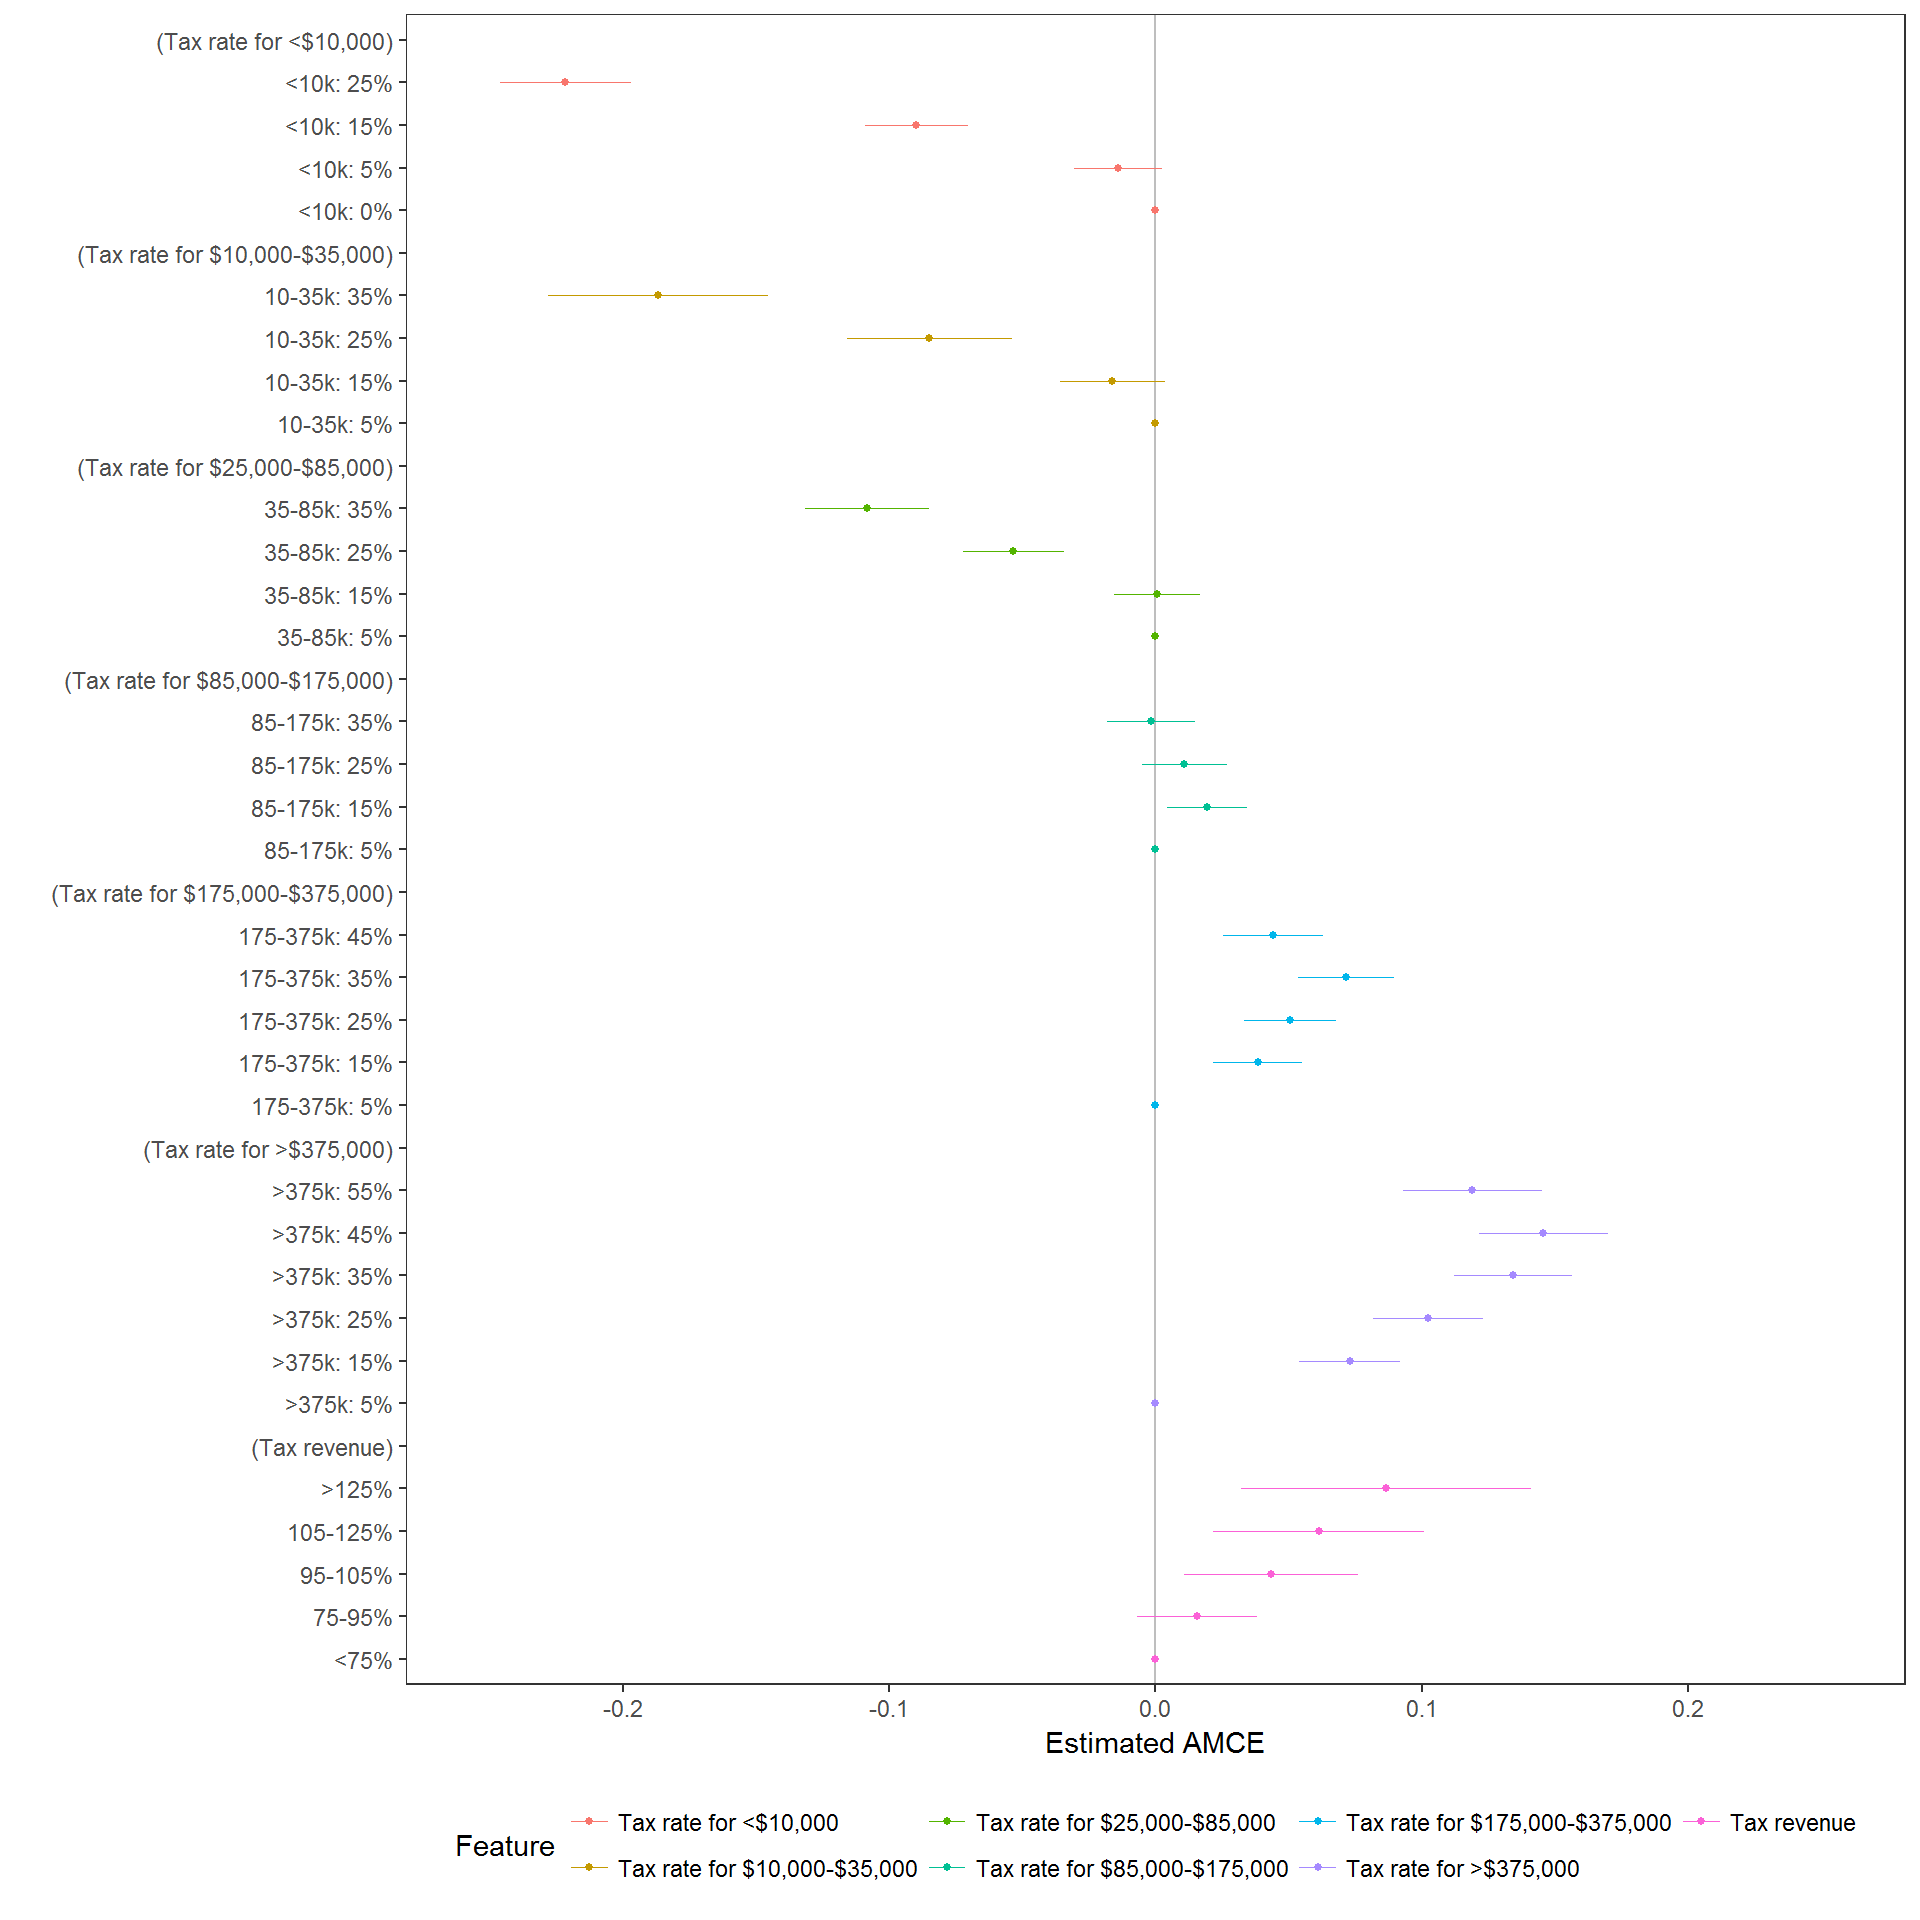 (Tax rate for <$10,000)
<10k: 25%
<10k: 15%
<10k: 5%
<10k: 0%
(Tax rate for $10,000-$35,000)
10-35k: 35%
10-35k: 25%
10-35k: 15%
10-35k: 5%
(Tax rate for $25,000-$85,000)
35-85k: 35%
35-85k: 25%
35-85k: 15%
35-85k: 5%
(Tax rate for $85,000-$175,000)
85-175k: 35%
85-175k: 25%
85-175k: 15%
85-175k: 5%
(Tax rate for $175,000-$375,000)
175-375k: 45%
175-375k: 35%
175-375k: 25%
175-375k: 15%
175-375k: 5%
(Tax rate for >$375,000)
>375k: 55%
>375k: 45%
>375k: 35%
>375k: 25%
>375k: 15%
>375k: 5%
(Tax revenue)
>125%
105-125%
95-105%
75-95%
<75%
-0.2 -0.1 0.0 0.1 0.2
Estimated AMCE
Feature
Tax rate for <$10,000 Tax rate for $25,000-$85,000 Tax rate for $175,000-$375,000 Tax revenue
Tax rate for $10,000-$35,000 Tax rate for $85,000-$175,000 Tax rate for >$375,000